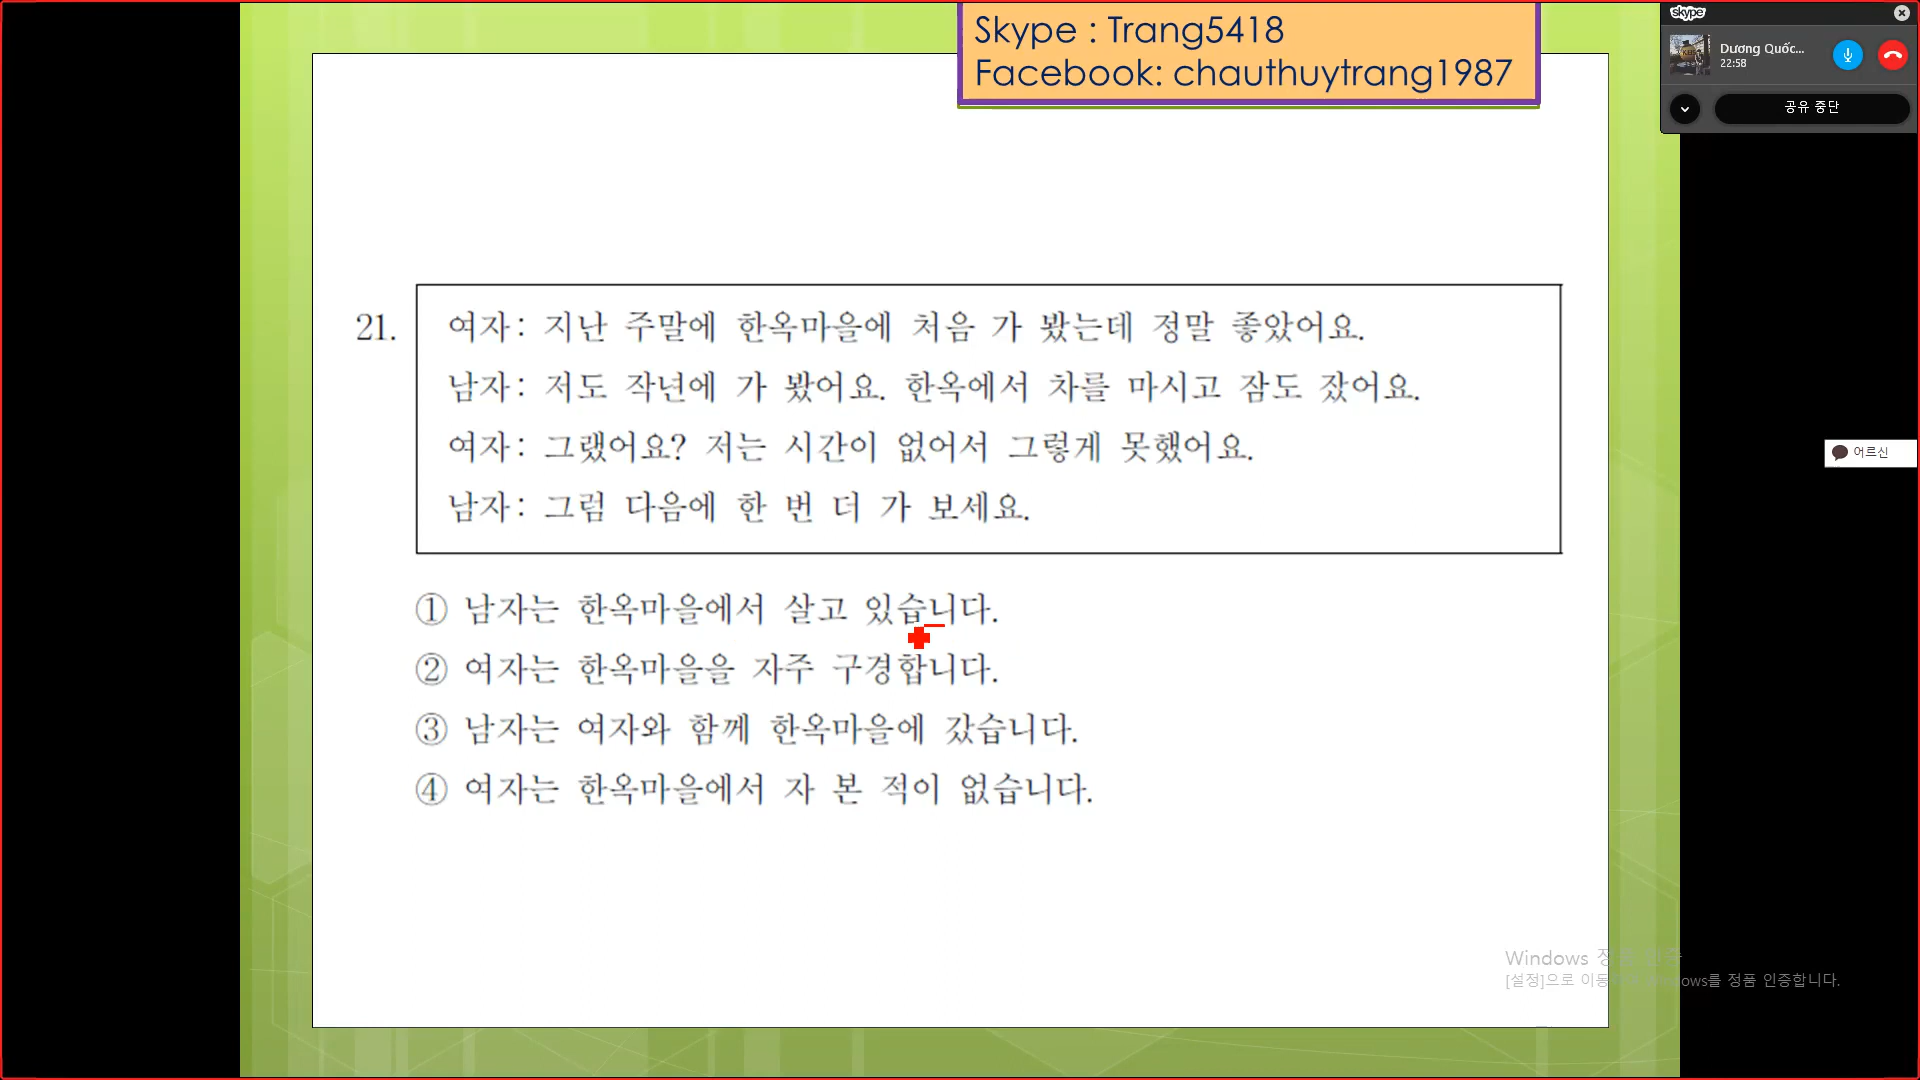 Skype : Trang5418
Facebook: chauthuytrang1987
skype
Dương Quốc...
22:58
공유 중단
어르신
21.
여자: 지난 주말에 한옥마을에 처음 가 봤는데 정말 좋았어요.
남자: 저도 작년에 가 봤어요. 한옥에서 차를 마시고 잠도 잤어요.
여자: 그랬어요? 저는 시간이 없어서 그렇게 못했어요.
남자: 그럼 다음에 한 번 더 가 보세요.
① 남자는 한옥마을에서 살고 있습니다.
② 여자는 한옥마을을 자주 구경합니다.
③ 남자는 여자와 함께 한옥마을에 갔습니다.
④ 여자는 한옥마을에서 자 본 적이 없습니다.
Windows
[설정]으로 정품 인증합니다.